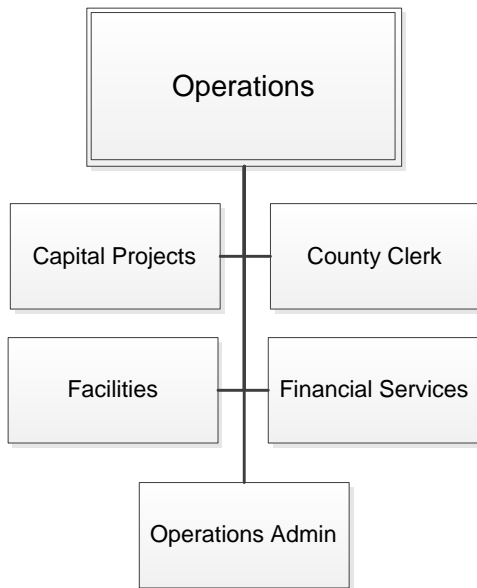 Operations
Capital Projects
County Clerk
Facilities
Financial Services
Operations Admin